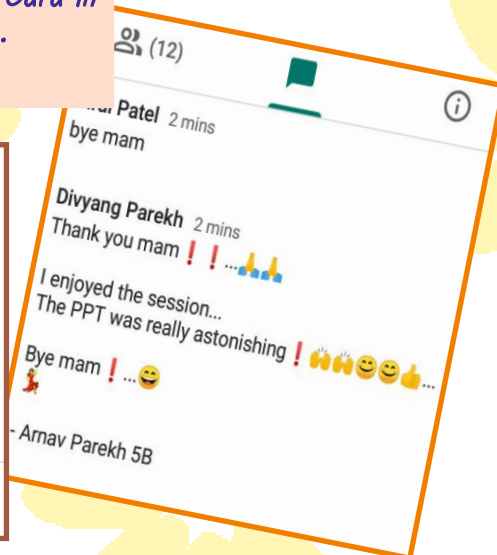 (12)
Patel 2 mins
bye mam
Divyang Parekh 2 mins
Thank you mam❗❗...🙏🙏
I enjoyed the session...
The PPT was really astonishing❗🙌🙌😊😊👍...
Bye mam❗...😄
💃
- Arnav Parekh 5B